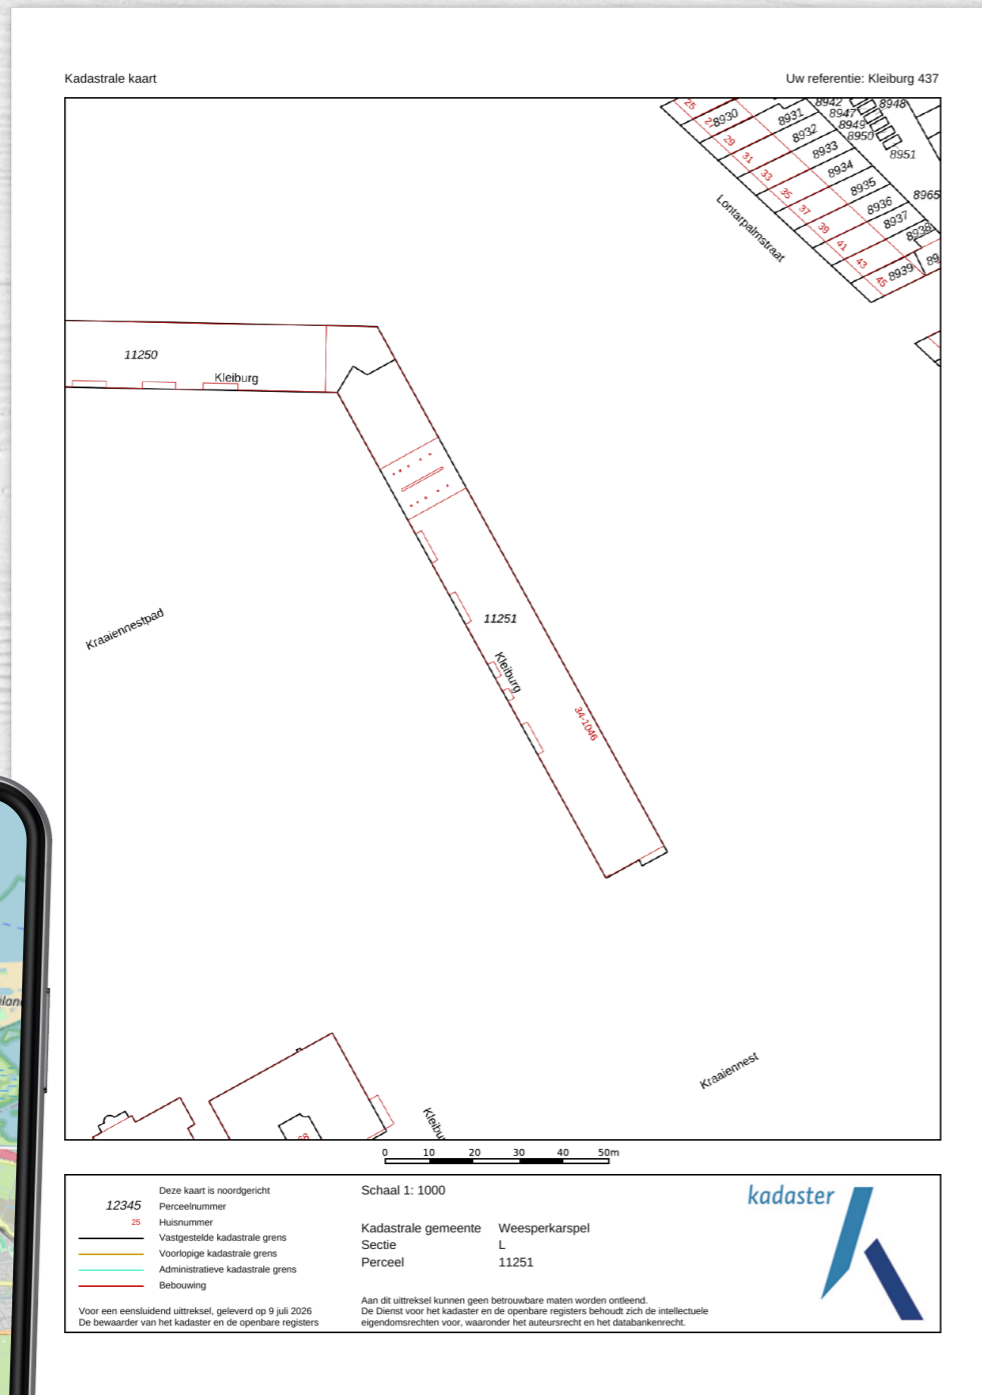 Kadastrale kaart
Uw referentie: Kleiburg 437
25
27
8930
8931
8942
8947
8948
8949
8950
8951
29
8932
31
8933
33
8934
35
8935
8965
37
8936
39
8937
41
8938
43
8939
45
89
Lontarpalmstraat
11250
Kleiburg
Kraaiennestpad
11251
Kleiburg
34-1046
Kraaiennest
0 10 20 30 40 50m
Deze kaart is noordgericht
12345 Perceelnummer
25 Huisnummer
Vastgestelde kadastrale grens
Voorlopige kadastrale grens
Administratieve kadastrale grens
Bebouwing
Voor een eensluidend uittreksel, geleverd op 9 juli 2026
De bewaarder van het kadaster en de openbare registers
Schaal 1: 1000
Kadastrale gemeente Weesperkarspel
Sectie L
Perceel 11251
Aan dit uittreksel kunnen geen betrouwbare maten worden ontleend.
De Dienst voor het kadaster en de openbare registers behoudt zich de intellectuele
eigendomsrechten voor, waaronder het auteursrecht en het databankenrecht.
kadaster